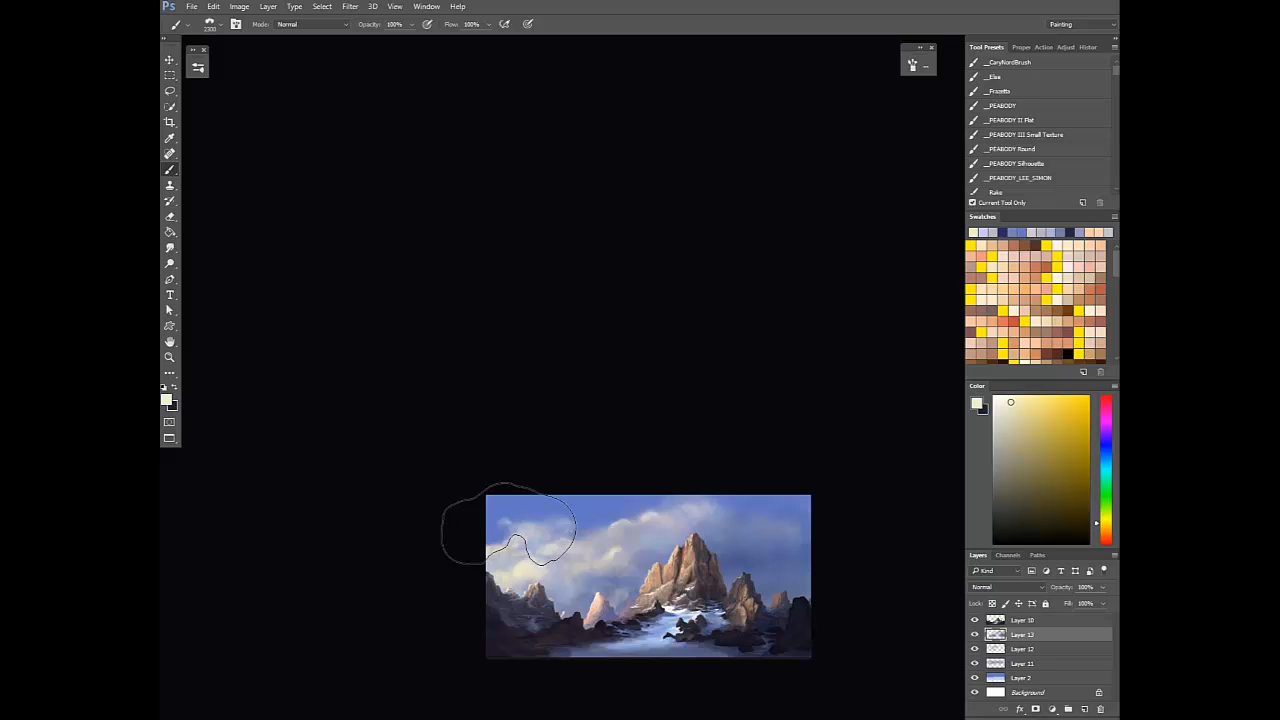 Ps File Edit Image Layer Type Select Filter 3D View Window Help
2300 Mode: Normal Opacity: 100% Flow: 100% Painting
Tool Presets Proper Action Adjust Histor
__CaryNordBrush
__Else
__Frazetta
__PEABODY
__PEABODY II Flat
__PEABODY III Small Texture
__PEABODY Round
__PEABODY Silhouette
__PEABODY_LEE_SIMON
Rake
Current Tool Only
Swatches
Color
Layers Channels Paths
Kind
Normal Opacity: 100%
Lock: Fill: 100%
Layer 10
Layer 13
Layer 12
Layer 11
Layer 2
Background
fx